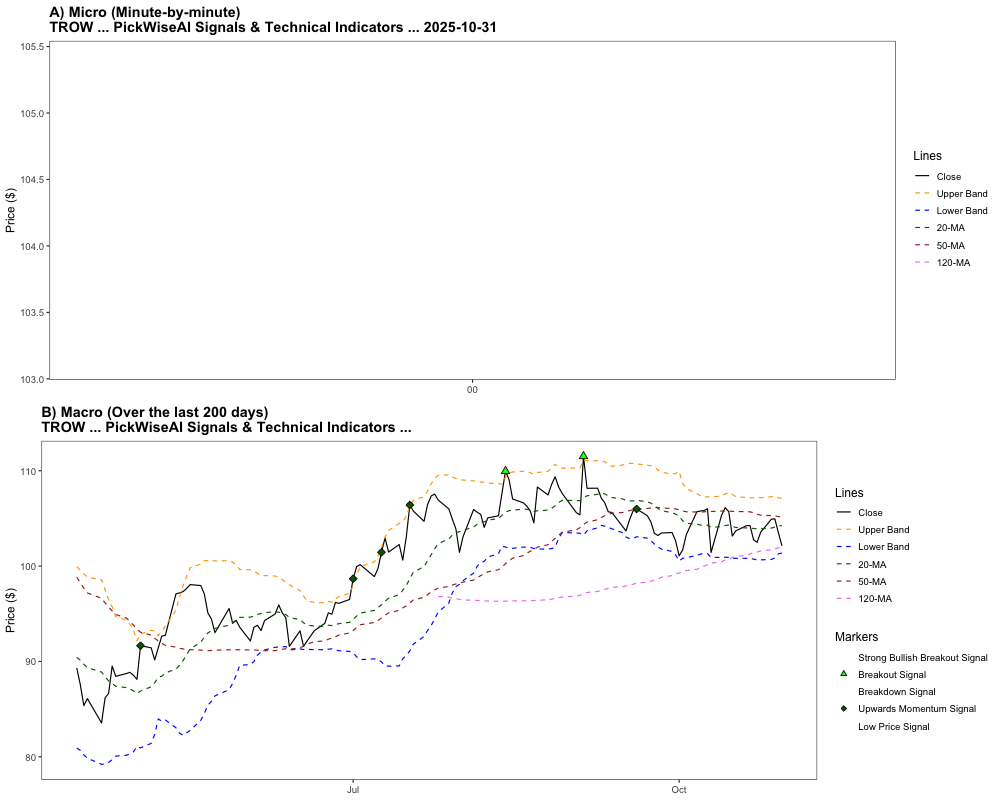 A) Micro (Minute-by-minute)
TROW ... PickWiseAI Signals & Technical Indicators ... 2025-10-31
105.5
105.0
104.5
104.0
103.5
103.0
Price ($)
00
Lines
Close
Upper Band
Lower Band
20-MA
50-MA
120-MA
B) Macro (Over the last 200 days)
TROW ... PickWiseAI Signals & Technical Indicators ...
110
100
90
80
Price ($)
Jul
Oct
Lines
Close
Upper Band
Lower Band
20-MA
50-MA
120-MA
Markers
Strong Bullish Breakout Signal
Breakout Signal
Breakdown Signal
Upwards Momentum Signal
Low Price Signal